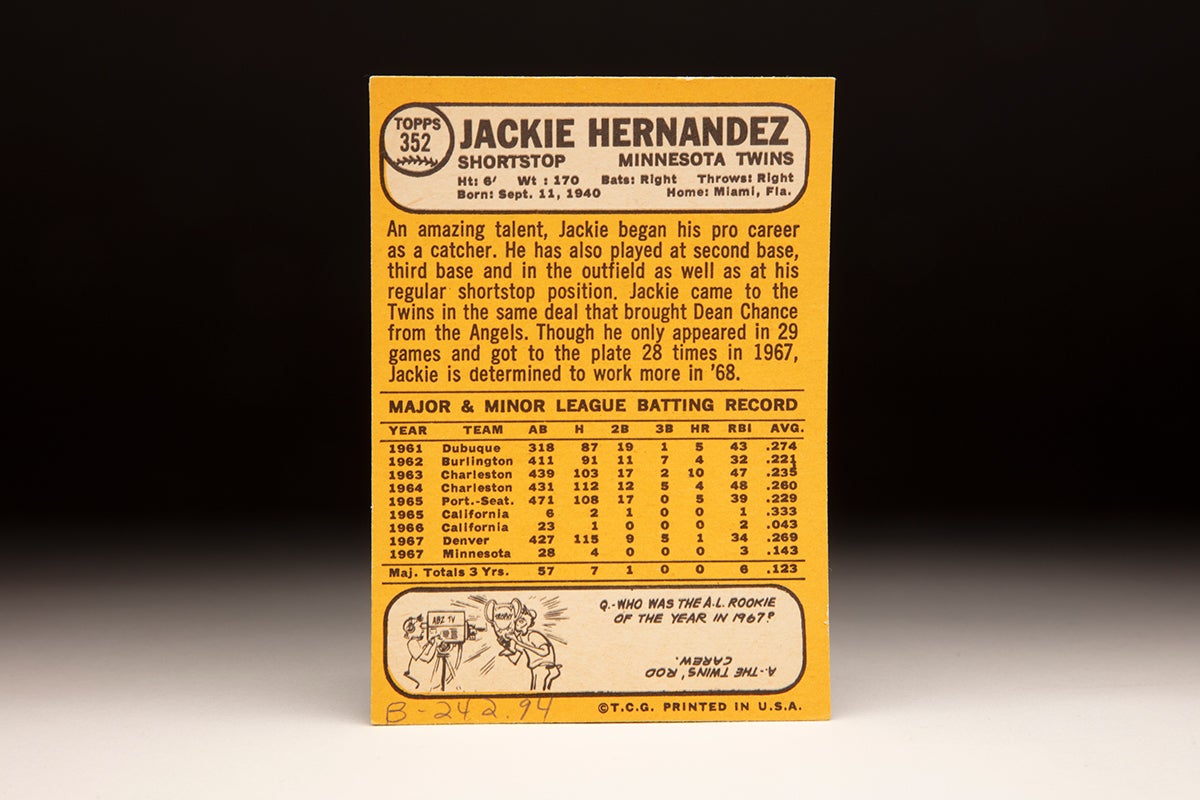 TOPPS
352
JACKIE HERNANDEZ
SHORTSTOP MINNESOTA TWINS
Ht: 6' Wt : 170 Bats: Right Throws: Right
Born: Sept. 11, 1940 Home: Miami, Fla.
An amazing talent, Jackie began his pro career
as a catcher. He has also played at second base,
third base and in the outfield as well as at his
regular shortstop position. Jackie came to the
Twins in the same deal that brought Dean Chance
from the Angels. Though he only appeared in 29
games and got to the plate 28 times in 1967,
Jackie is determined to work more in '68.
MAJOR & MINOR LEAGUE BATTING RECORD
YEAR TEAM AB H 2B 3B HR RBI AVG.
1961 Dubuque 318 87 19 1 5 43 .274
1962 Burlington 411 91 11 7 4 32 .221
1963 Charleston 439 103 17 2 10 47 .235
1964 Charleston 431 112 12 5 4 48 .260
1965 Port.-Seat. 471 108 17 0 5 39 .229
1965 California 6 2 1 0 0 1 .333
1966 California 23 1 0 0 0 2 .043
1967 Denver 427 115 9 5 1 34 .269
1967 Minnesota 28 4 0 0 0 3 .143
Maj. Totals 3 Yrs. 57 7 1 0 0 6 .123
ABZ TV
TROPHY
Q.-WHO WAS THE A.L. ROOKIE
OF THE YEAR IN 1967?
A.-THE TWINS', ROD
CAREW.
B-242.94
©T.C.G. PRINTED IN U.S.A.